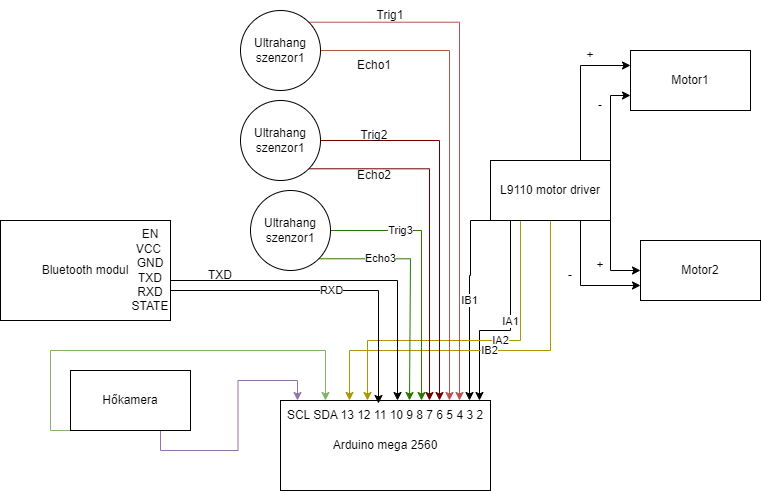 Trig1
Ultrahang
szenzor1
Echo1
+
Motor1
-
Ultrahang
szenzor1
Trig2
Echo2
L9110 motor driver
Ultrahang
szenzor1
Trig3
Echo3
EN
VCC
GND
TXD
RXD
STATE
Bluetooth modul
TXD
RXD
+
-
Motor2
IB1
IA1
IA2
IB2
Hőkamera
SCL SDA 13 12 11 10 9 8 7 6 5 4 3 2
Arduino mega 2560